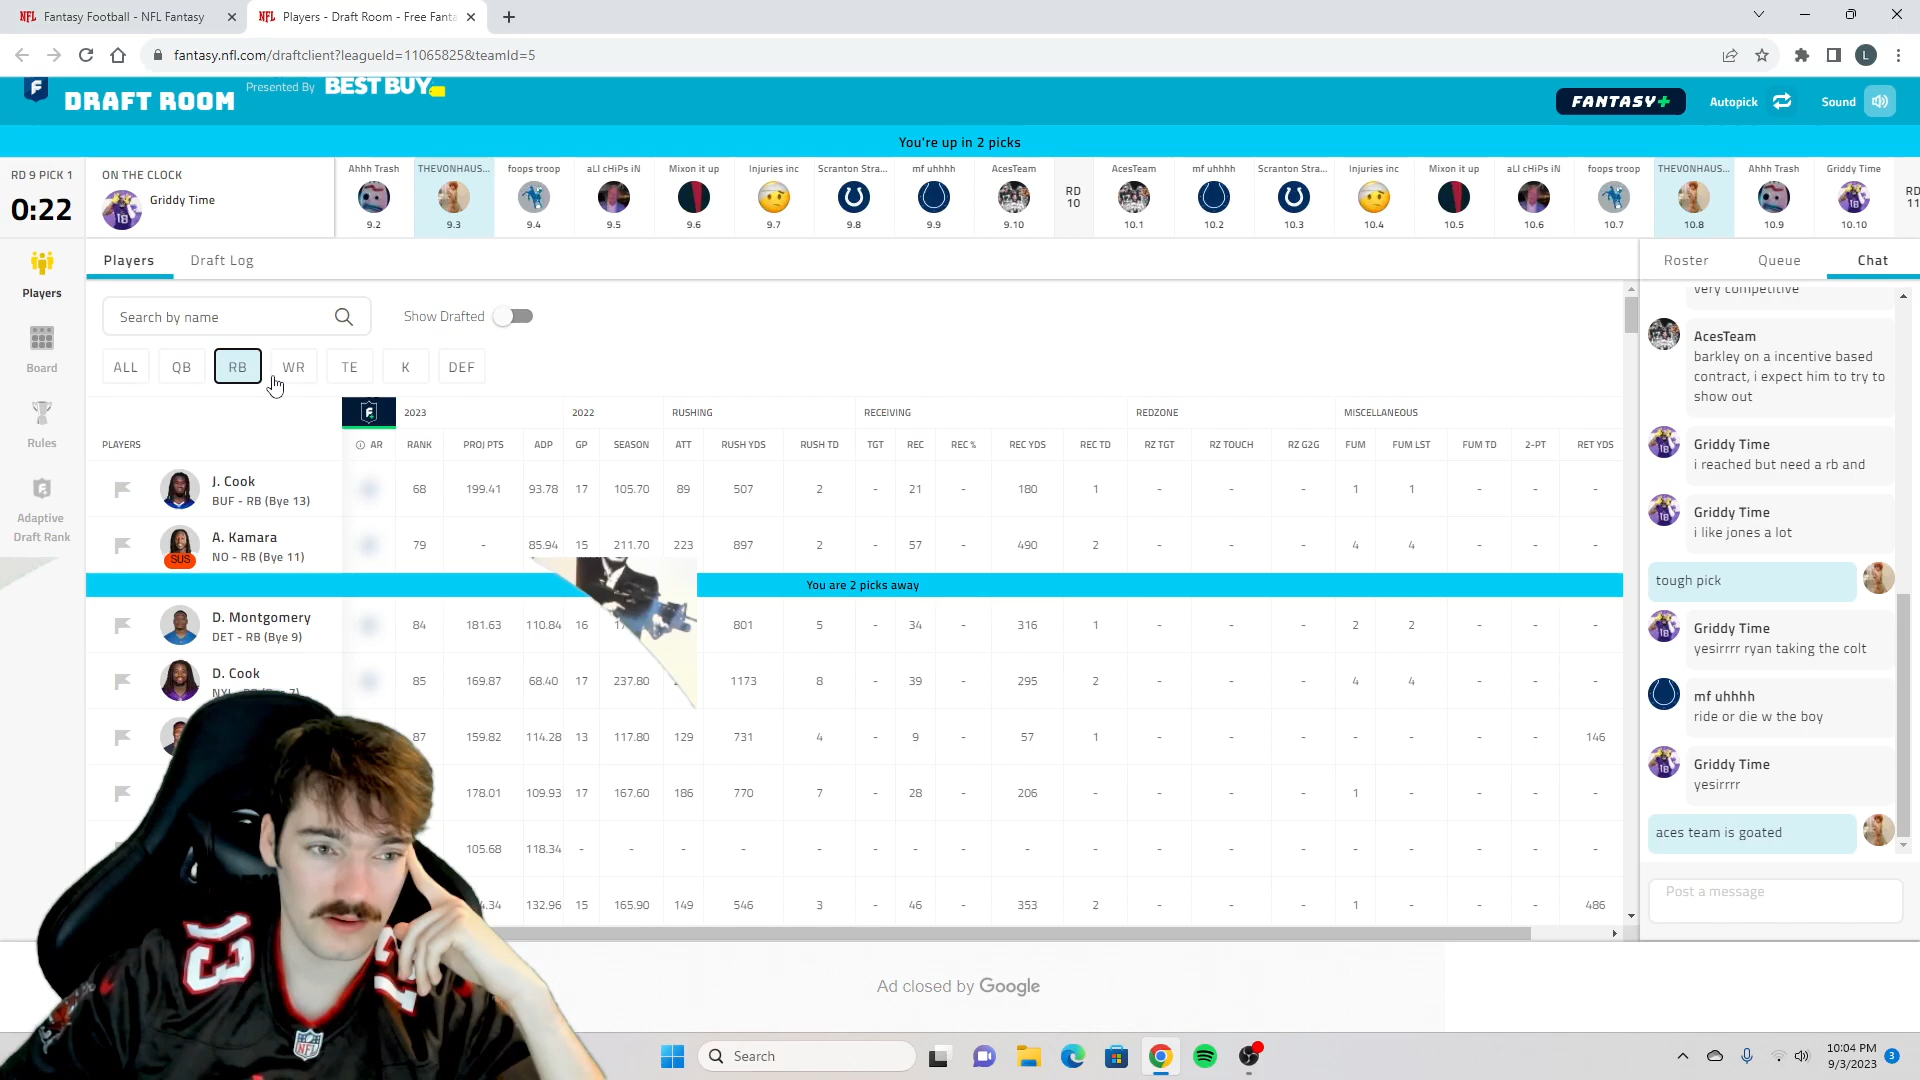 Fantasy Football - NFL Fantasy
Players - Draft Room - Free Fanta
fantasy.nfl.com/draftclient?leagueId=11065825&teamId=5
L
DRAFT ROOM
Presented By BEST BUY
FANTASY+
Autopick
Sound
You're up in 2 picks
RD 9 PICK 1
0:22
ON THE CLOCK
Griddy Time
Ahhh Trash 9.2
THEVONHAUS... 9.3
foops troop 9.4
aLl cHiPs iN 9.5
Mixon it up 9.6
Injuries inc 9.7
Scranton Stra... 9.8
mf uhhhh 9.9
AcesTeam 9.10
RD 10
AcesTeam 10.1
mf uhhhh 10.2
Scranton Stra... 10.3
Injuries inc 10.4
Mixon it up 10.5
aLl cHiPs iN 10.6
foops troop 10.7
THEVONHAUS... 10.8
Ahhh Trash 10.9
Griddy Time 10.10
RD 11
Players
Board
Rules
Adaptive
Draft Rank
Players Draft Log
Search by name
Show Drafted
ALL QB RB WR TE K DEF
2023 2022 RUSHING RECEIVING REDZONE MISCELLANEOUS
PLAYERS AR RANK PROJ PTS ADP GP SEASON ATT RUSH YDS RUSH TD TGT REC REC % REC YDS REC TD RZ TGT RZ TOUCH RZ G2G FUM FUM LST FUM TD 2-PT RET YDS
J. Cook
BUF - RB (Bye 13)
68 199.41 93.78 17 105.70 89 507 2 - 21 - 180 1 - - - 1 1 - - -
A. Kamara
SUS
NO - RB (Bye 11)
79 - 85.94 15 211.70 223 897 2 - 57 - 490 2 - - - 4 4 - - -
You are 2 picks away
D. Montgomery
DET - RB (Bye 9)
84 181.63 110.84 16 801 5 - 34 - 316 1 - - - 2 2 - - -
D. Cook
85 169.87 68.40 17 237.80 1173 8 - 39 - 295 2 - - - 4 4 - - -
87 159.82 114.28 13 117.80 129 731 4 - 9 - 57 1 - - - - - - - 146
178.01 109.93 17 167.60 186 770 7 - 28 - 206 - - - - 1 - - - -
105.68 118.34 - - - - - - - - - - - - - - - - - -
132.96 15 165.90 149 546 3 - 46 - 353 2 - - - 1 - - - 486
Roster Queue Chat
very competitive
AcesTeam
barkley on a incentive based
contract, i expect him to try to
show out
Griddy Time
i reached but need a rb and
Griddy Time
i like jones a lot
tough pick
Griddy Time
yesirrrr ryan taking the colt
mf uhhhh
ride or die w the boy
Griddy Time
yesirrrr
aces team is goated
Post a message
Ad closed by Google
NFL
Search
10:04 PM
9/3/2023
3